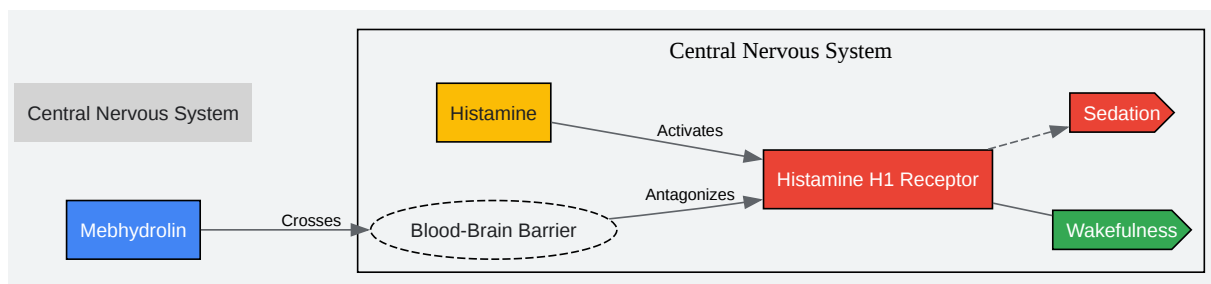 Central Nervous System
Central Nervous System
Histamine
Sedation
Activates
Histamine H1 Receptor
Antagonizes
Mebhydrolin
Crosses
Blood-Brain Barrier
Wakefulness